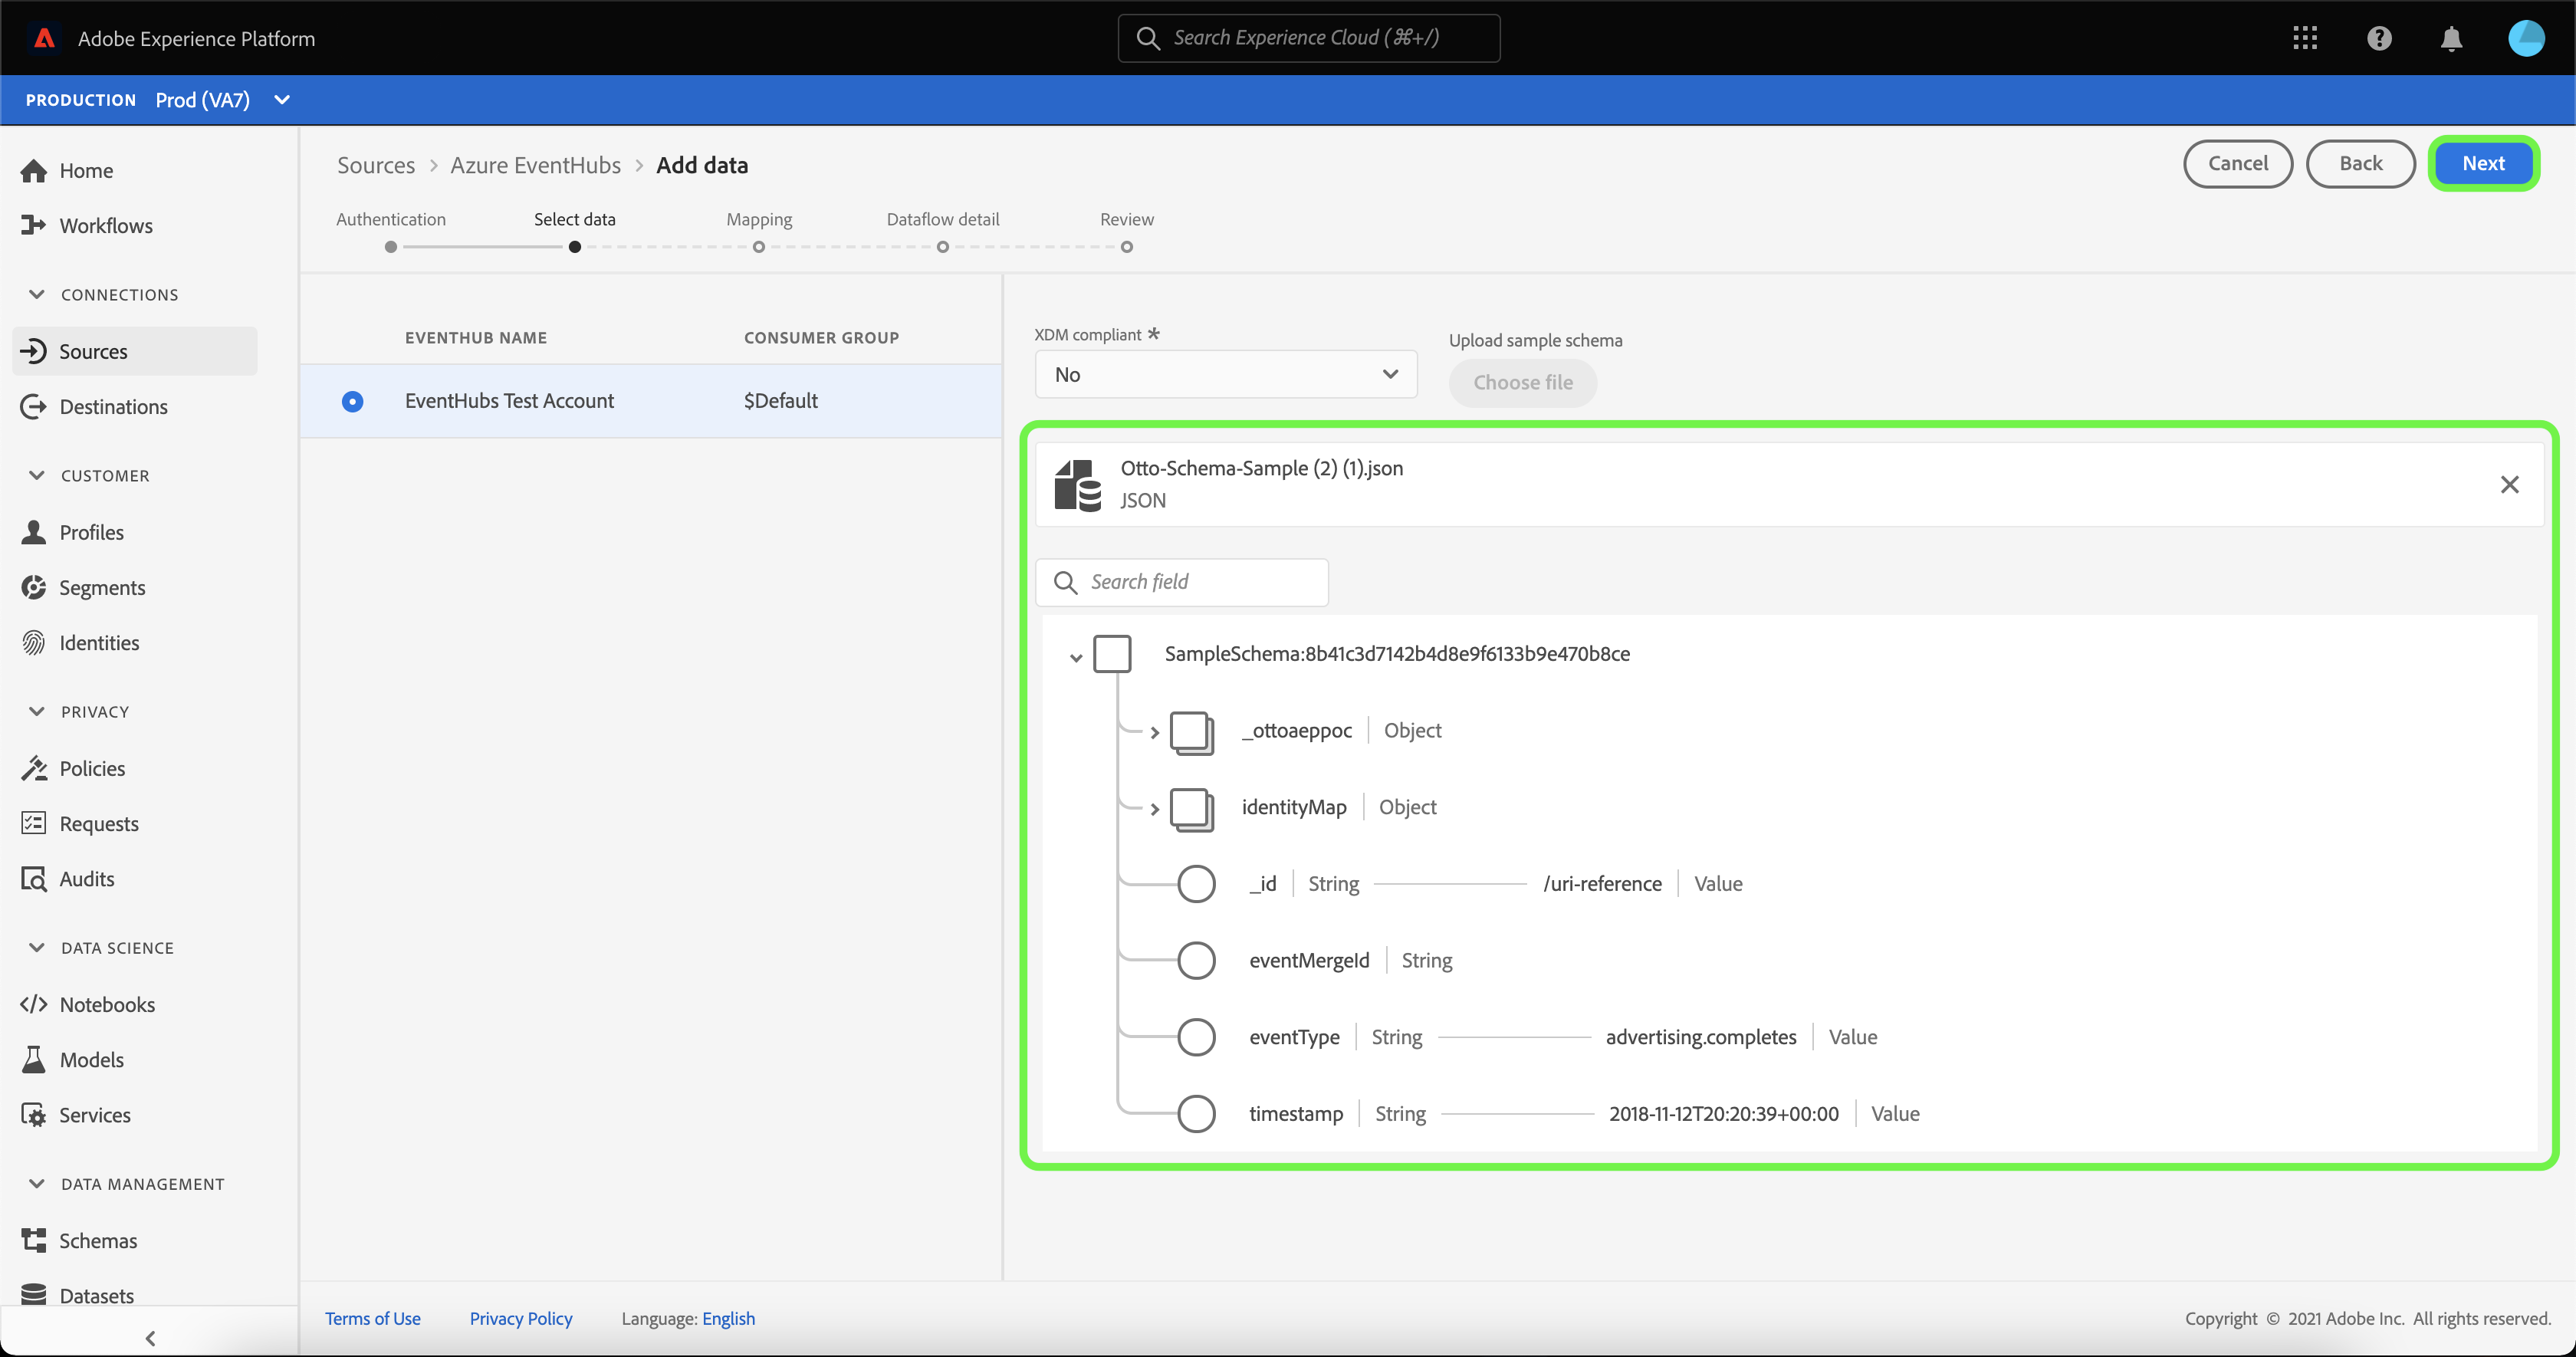 Adobe Experience Platform
Search Experience Cloud (⌘+/)
PRODUCTION Prod (VA7)
Home
Workflows
CONNECTIONS
Sources
Destinations
CUSTOMER
Profiles
Segments
Identities
PRIVACY
Policies
Requests
Audits
DATA SCIENCE
Notebooks
Models
Services
DATA MANAGEMENT
Schemas
Datasets
Sources > Azure EventHubs > Add data
Cancel Back Next
Authentication Select data Mapping Dataflow detail Review
EVENTHUB NAME CONSUMER GROUP
EventHubs Test Account $Default
XDM compliant *
No
Upload sample schema
Choose file
Otto-Schema-Sample (2) (1).json
JSON
Search field
SampleSchema:8b41c3d7142b4d8e9f6133b9e470b8ce
_ottoaeppoc Object
identityMap Object
_id String /uri-reference Value
eventMergeId String
eventType String advertising.completes Value
timestamp String 2018-11-12T20:20:39+00:00 Value
Terms of Use Privacy Policy Language: English
Copyright © 2021 Adobe Inc. All rights reserved.